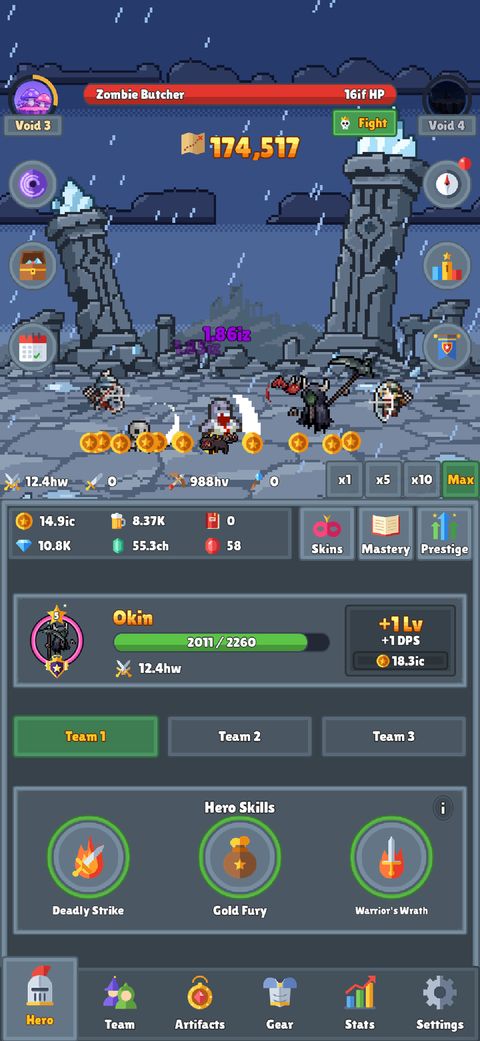 Zombie Butcher 16if HP
Void 3
Fight
Void 4
174,517
1.86iz
12.4hw 0 988hv 0 x1 x5 x10 Max
14.9ic 8.37K 0
10.8K 55.3ch 58
Skins Mastery Prestige
5
Okin
2011 / 2260
12.4hw
+1 Lv
+1 DPS
18.3ic
Team 1 Team 2 Team 3
Hero Skills i
Deadly Strike Gold Fury Warrior's Wrath
Hero Team Artifacts Gear Stats Settings